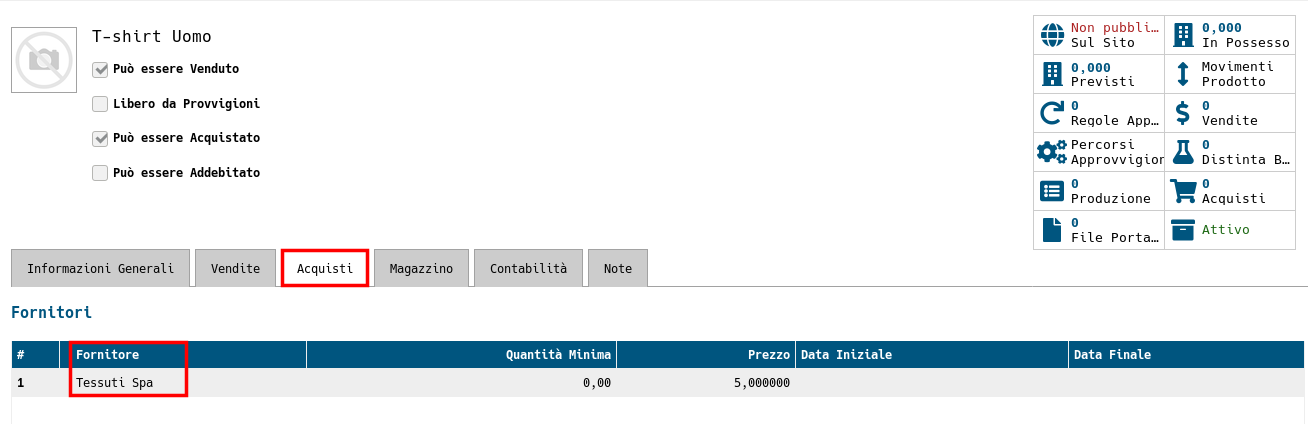 T-shirt Uomo
Può essere Venduto
Libero da Provvigioni
Può essere Acquistato
Può essere Addebitato
Non pubbli…
Sul Sito
0,000
In Possesso
0,000
Previsti
Movimenti
Prodotto
0
Regole App…
0
Vendite
Percorsi
Approvvigion
0
Distinta B…
0
Produzione
0
Acquisti
0
File Porta…
Attivo
Informazioni Generali
Vendite
Acquisti
Magazzino
Contabilità
Note
Fornitori
# Fornitore Quantità Minima Prezzo Data Iniziale Data Finale
1 Tessuti Spa 0,00 5,000000